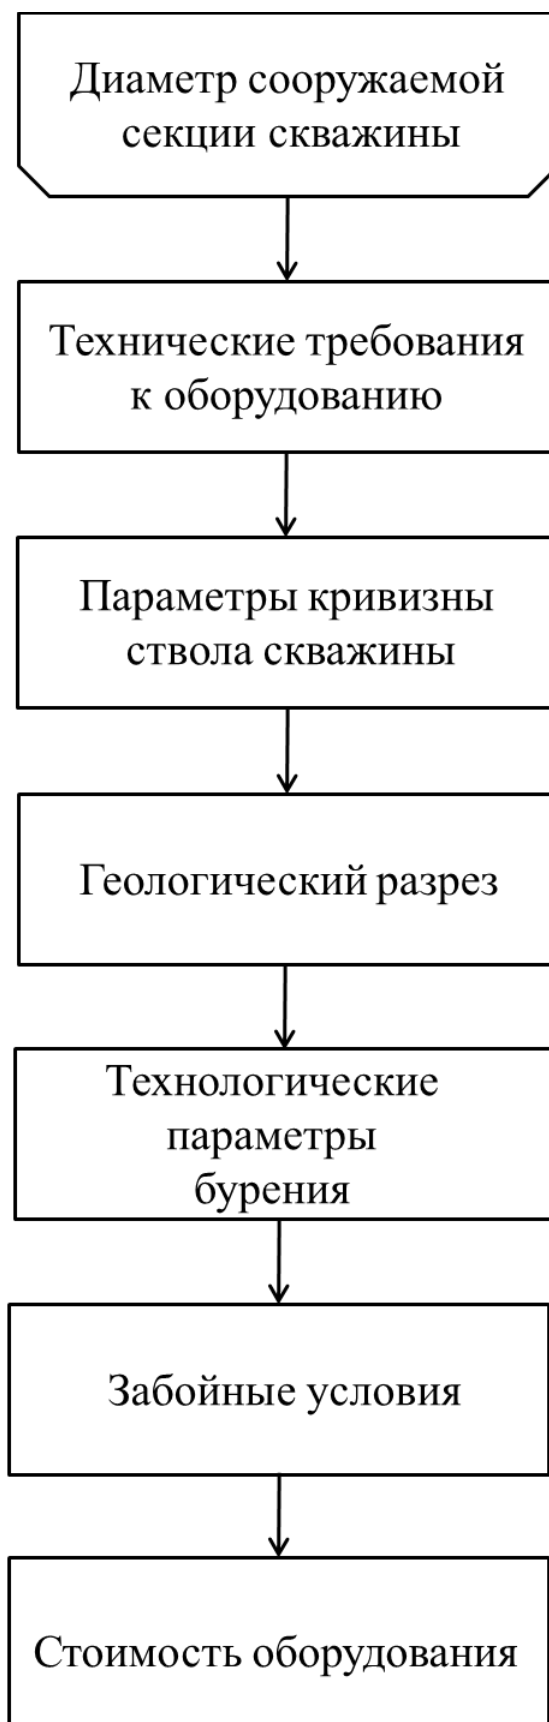 Диаметр сооружаемой
секции скважины
Технические требования
к оборудованию
Параметры кривизны
ствола скважины
Геологический разрез
Технологические
параметры
бурения
Забойные условия
Стоимость оборудования